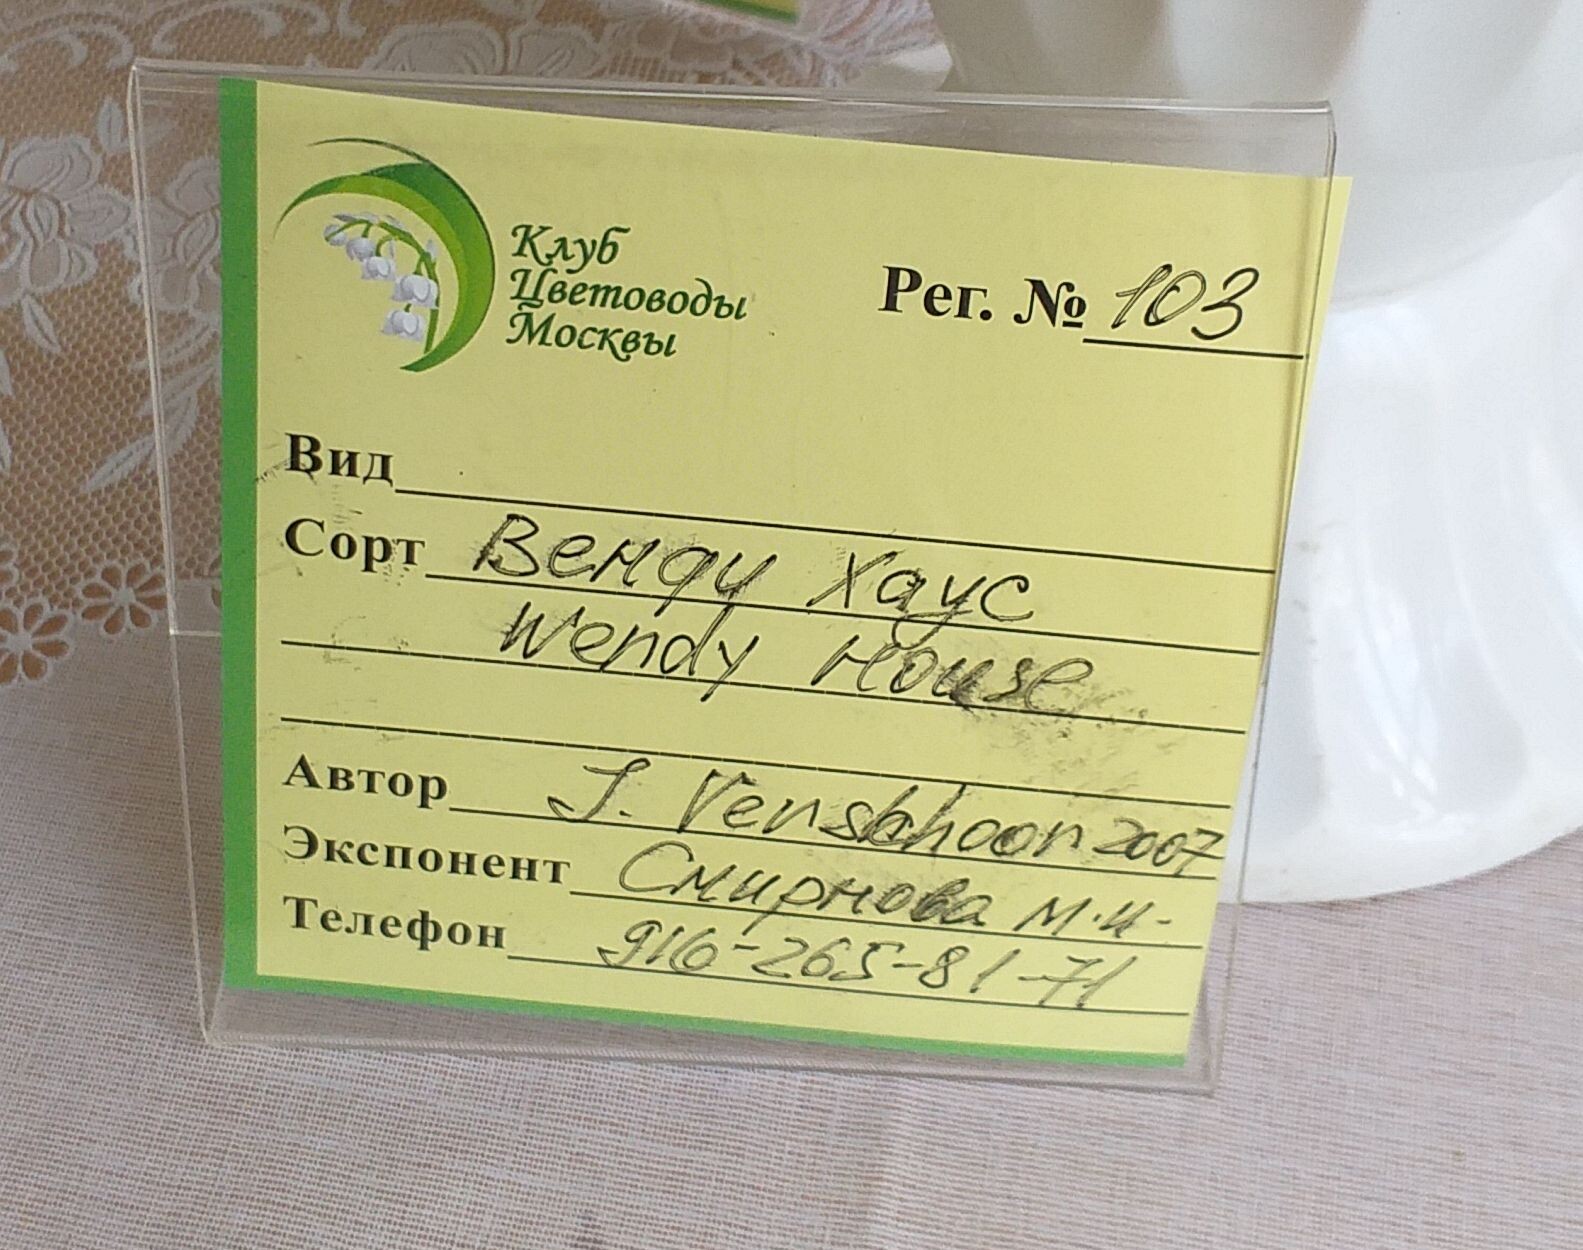 Клуб
Цветоводы
Москвы
Рег. № 103
Вид
Сорт Венди Хаус
Wendy House
Автор J. Verschoor 2007
Экспонент Смирнова М.И.
Телефон 916-265-81-71